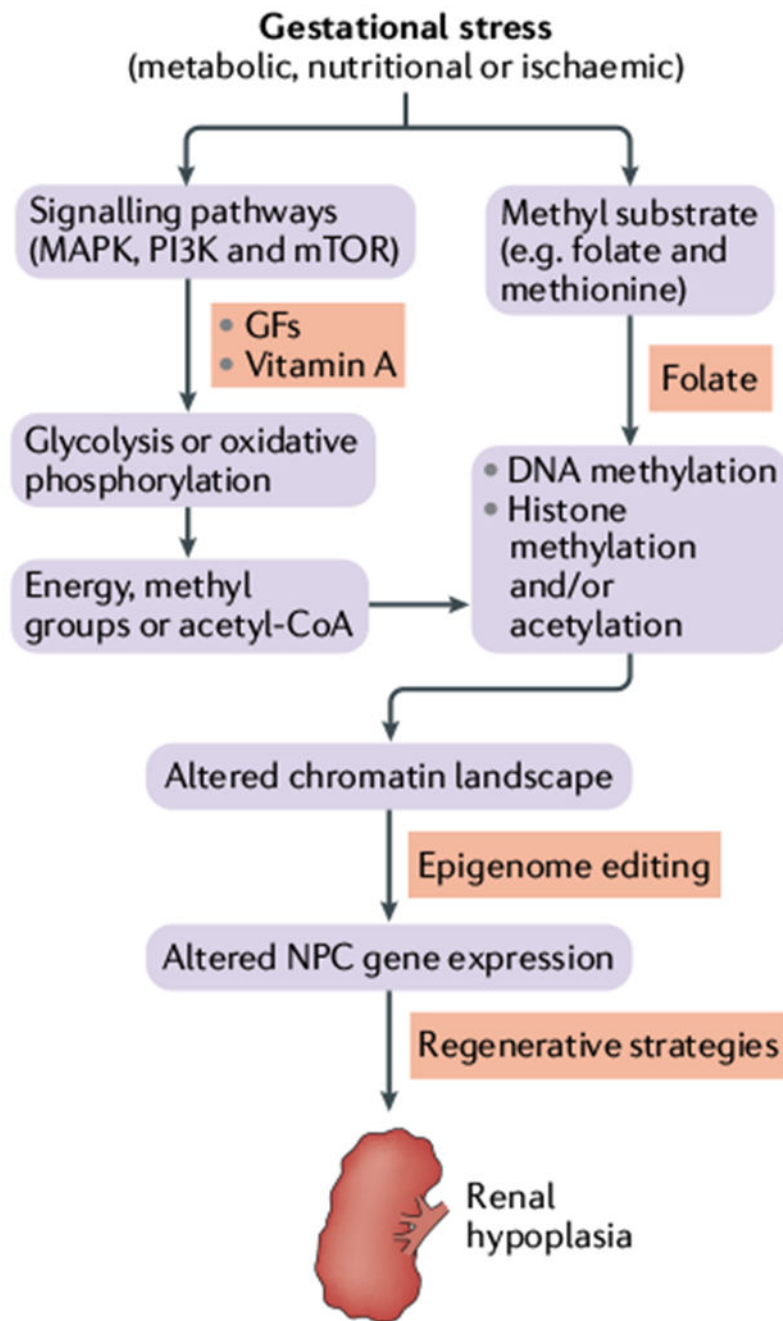 Gestational stress
(metabolic, nutritional or ischaemic)
Signalling pathways
(MAPK, PI3K and mTOR)
Methyl substrate
(e.g. folate and
methionine)
• GFs
• Vitamin A
Folate
Glycolysis or oxidative
phosphorylation
• DNA methylation
• Histone
methylation
and/or
acetylation
Energy, methyl
groups or acetyl-CoA
Altered chromatin landscape
Epigenome editing
Altered NPC gene expression
Regenerative strategies
Renal
hypoplasia